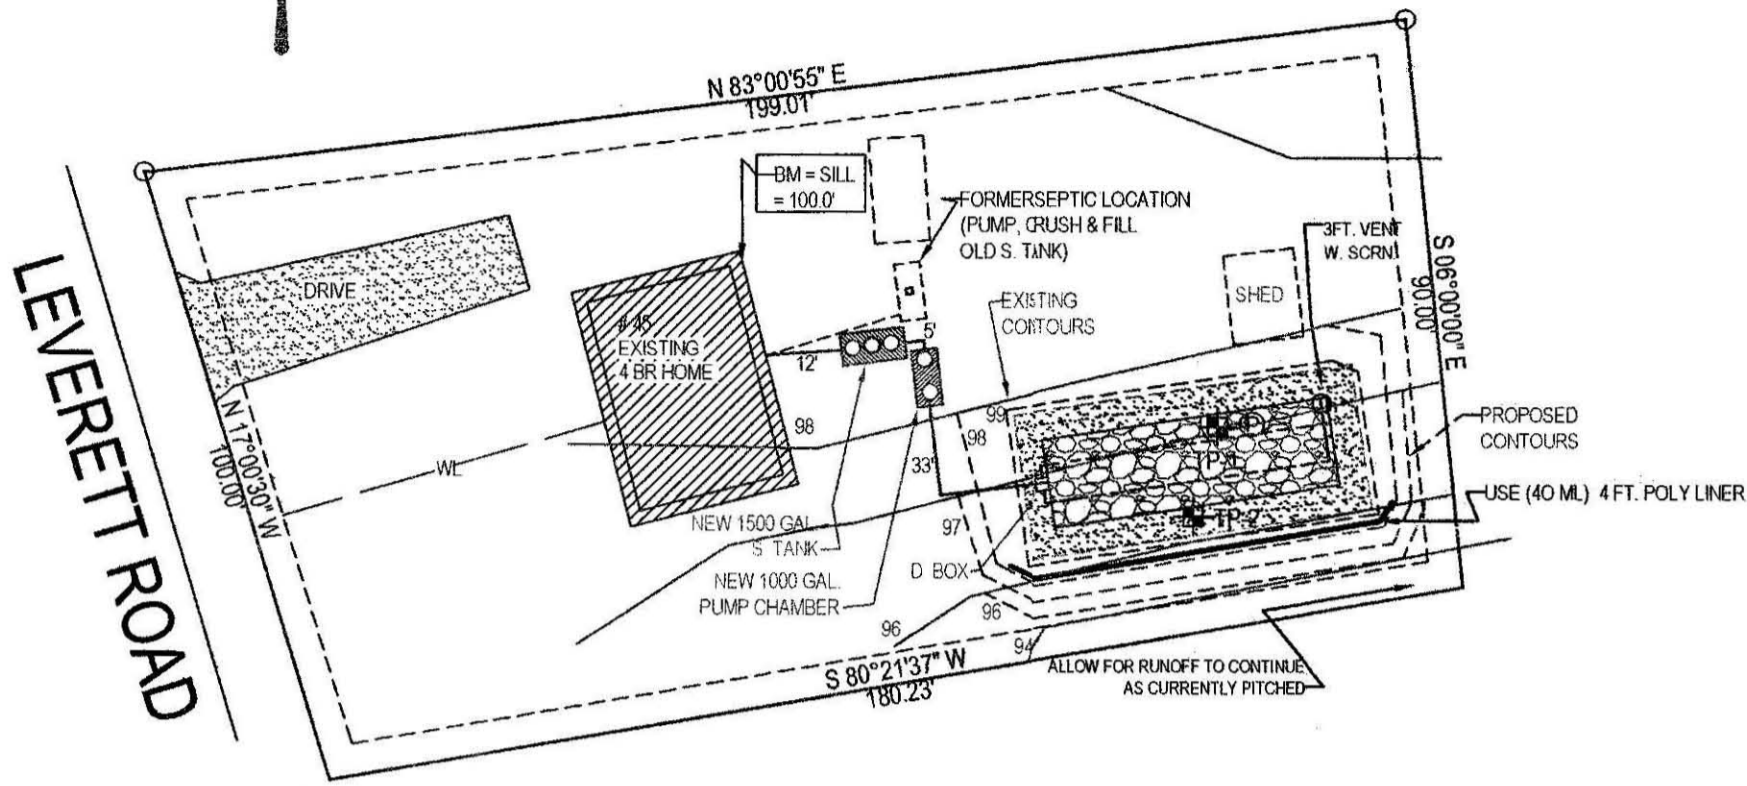 N 83°00'55" E
199.01'
BM = SILL
= 100.0'
FORMERSEPTIC LOCATION
(PUMP, CRUSH & FILL
OLD S. TANK)
3FT. VENT
W. SCRN.
S 06°00'00" E
90.00'
LEVERETT ROAD
DRIVE
# 45
EXISTING
4 BR HOME
12'
5'
EXISTING
CONTOURS
SHED
N 17°00'30" W
100.00'
WL
98
99
98
33'
97
TP 1
TP 2
PROPOSED
CONTOURS
USE (40 ML) 4 FT. POLY LINER
NEW 1500 GAL.
S TANK
NEW 1000 GAL.
PUMP CHAMBER
D BOX
96
96
94
S 80°21'37" W
180.23'
ALLOW FOR RUNOFF TO CONTINUE
AS CURRENTLY PITCHED